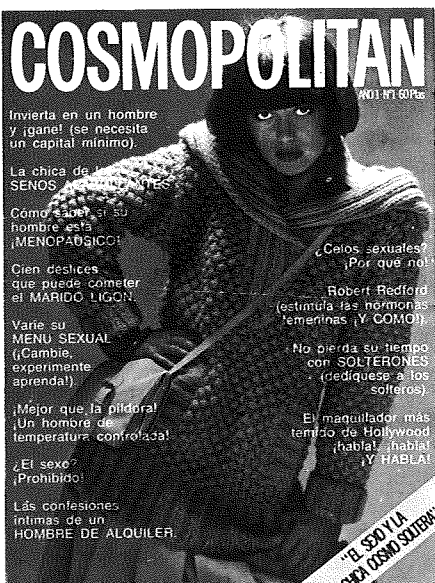 COSMOPOLITAN
AÑO 1 Nº1 60 Ptas
Invierta en un hombre
y ¡gane! (se necesita
un capital mínimo).
La chica de los
SENOS
Cómo saber si su
hombre está
¡MENOPAUSICO!
Cien deslices
que puede cometer
el MARIDO LIGON.
Varíe su
MENU SEXUAL
(¡Cambie,
experimente
aprenda!).
¡Mejor que la píldora!
¡Un hombre de
temperatura controlada!
¿El sexo?
¡Prohibido!
Las confesiones
íntimas de un
HOMBRE DE ALQUILER.
¿Celos sexuales?
¡Por qué no!
Robert Redford
(estimula las hormonas
femeninas ¡Y COMO!).
No pierda su tiempo
con SOLTERONES
(dedíquese a los
solteros).
El maquillador más
temido de Hollywood
¡habla!, ¡habla!
¡Y HABLA!
"EL SEXO Y LA
CHICA COSMO SOLTERA"